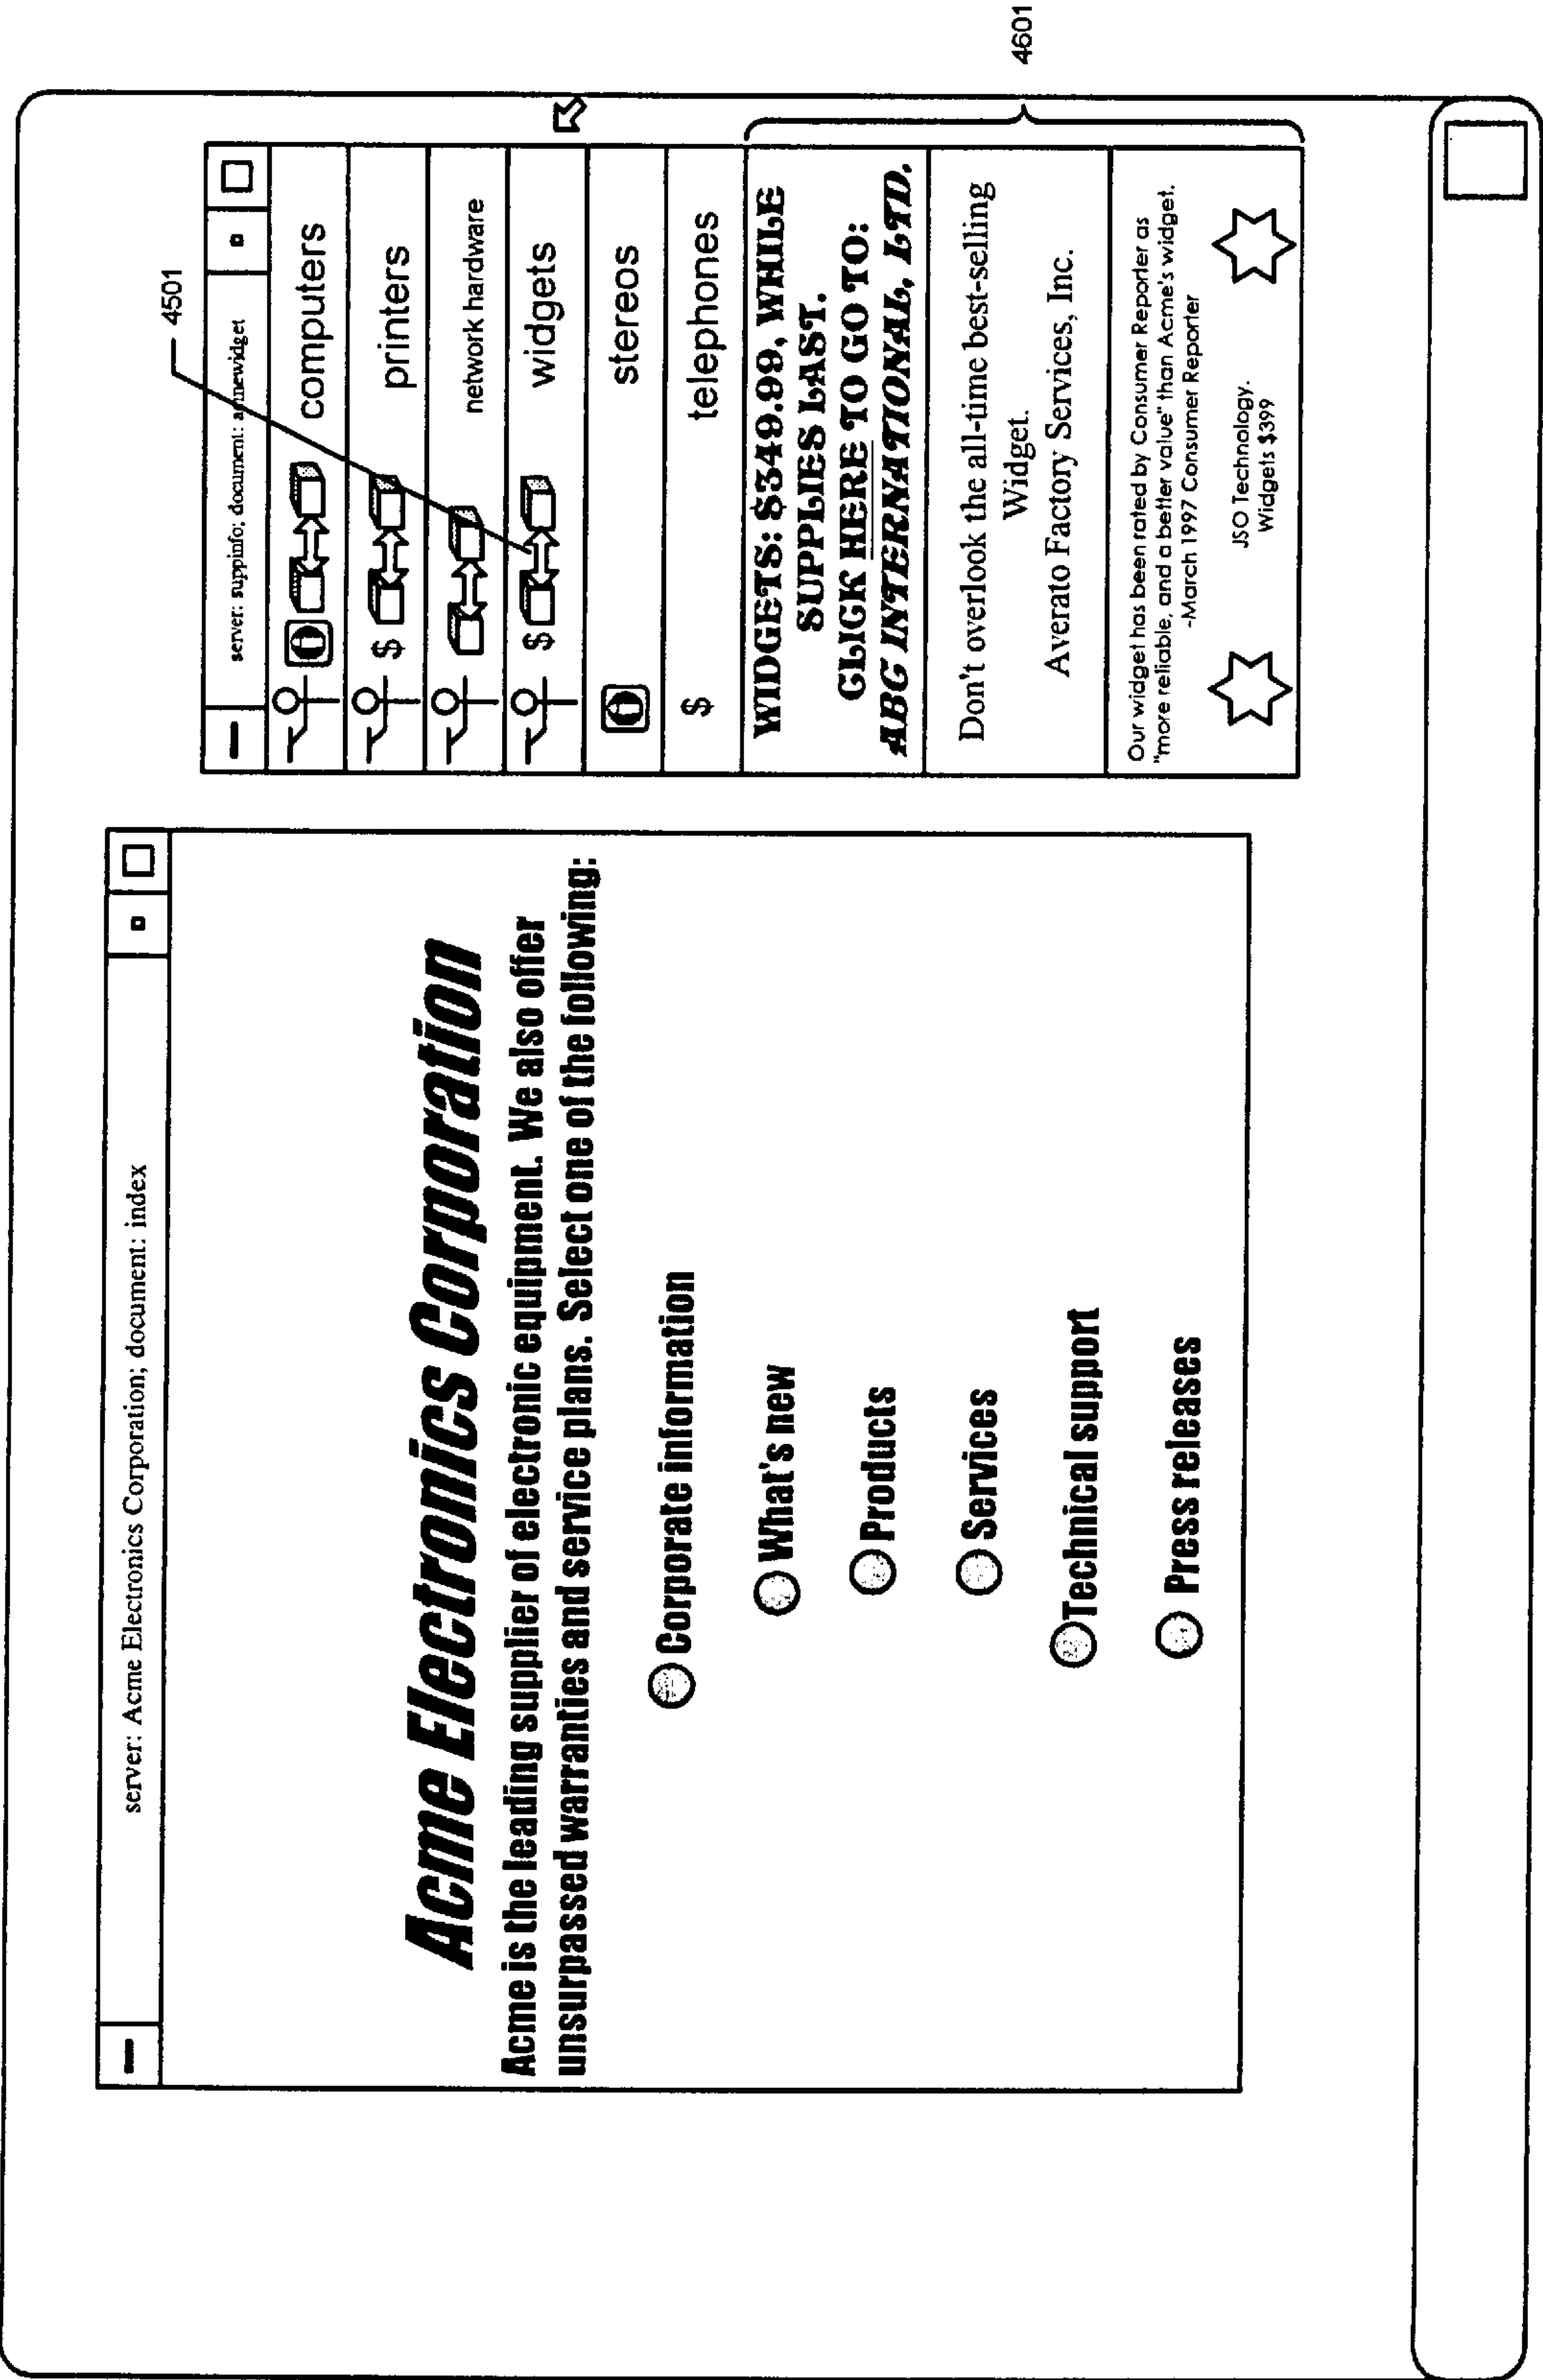 server: Acme Electronics Corporation; document: index
Acme Electronics Corporation
Acme is the leading supplier of electronic equipment. We also offer
unsurpassed warranties and service plans. Select one of the following:
Corporate information
What's new
Products
Services
Technical support
Press releases
4501
server: suppinfo; document: acmewidget
computers
$ printers
network hardware
$ widgets
stereos
$ telephones
WIDGETS: $349.99, WHILE
SUPPLIES LAST.
CLICK HERE TO GO TO:
ABC INTERNATIONAL, LTD.
Don't overlook the all-time best-selling
Widget.
Averato Factory Services, Inc.
Our widget has been rated by Consumer Reporter as
"more reliable, and a better value" than Acme's widget.
-March 1997 Consumer Reporter
JSO Technology.
Widgets $399
4601